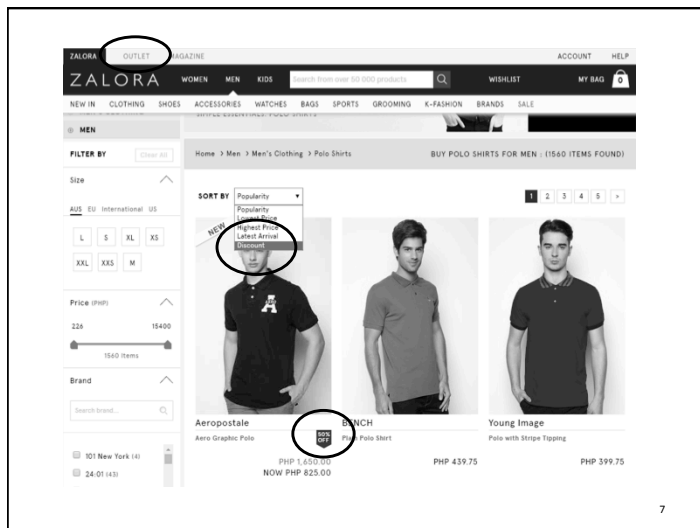 ZALORA OUTLET MAGAZINE ACCOUNT HELP
ZALORA WOMEN MEN KIDS Search from over 50 000 products WISHLIST MY BAG 0
NEW IN CLOTHING SHOES ACCESSORIES WATCHES BAGS SPORTS GROOMING K-FASHION BRANDS SALE
SIMPLE ESSENTIALS: POLO SHIRTS
MEN
FILTER BY Clear All
Home > Men > Men's Clothing > Polo Shirts
BUY POLO SHIRTS FOR MEN : (1560 ITEMS FOUND)
Size
AUS EU International US
L S XL XS
XXL XXS M
SORT BY Popularity
Popularity
Lowest Price
Highest Price
Latest Arrival
Discount
1 2 3 4 5 >
NEW
A
Price (PHP)
226 15400
1560 items
Brand
Search brand...
101 New York (4)
24:01 (43)
Aeropostale
Aero Graphic Polo
50%
OFF
PHP 1,650.00
NOW PHP 825.00
BENCH
Plain Polo Shirt
PHP 439.75
Young Image
Polo with Stripe Tipping
PHP 399.75
7